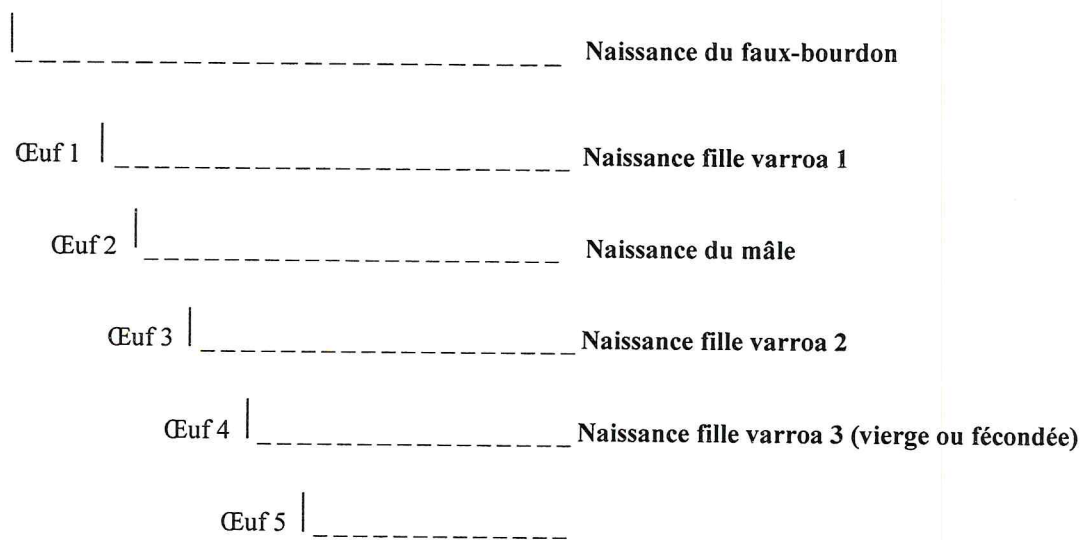 Naissance du faux-bourdon
Œuf 1 Naissance fille varroa 1
Œuf 2 Naissance du mâle
Œuf 3 Naissance fille varroa 2
Œuf 4 Naissance fille varroa 3 (vierge ou fécondée)
Œuf 5